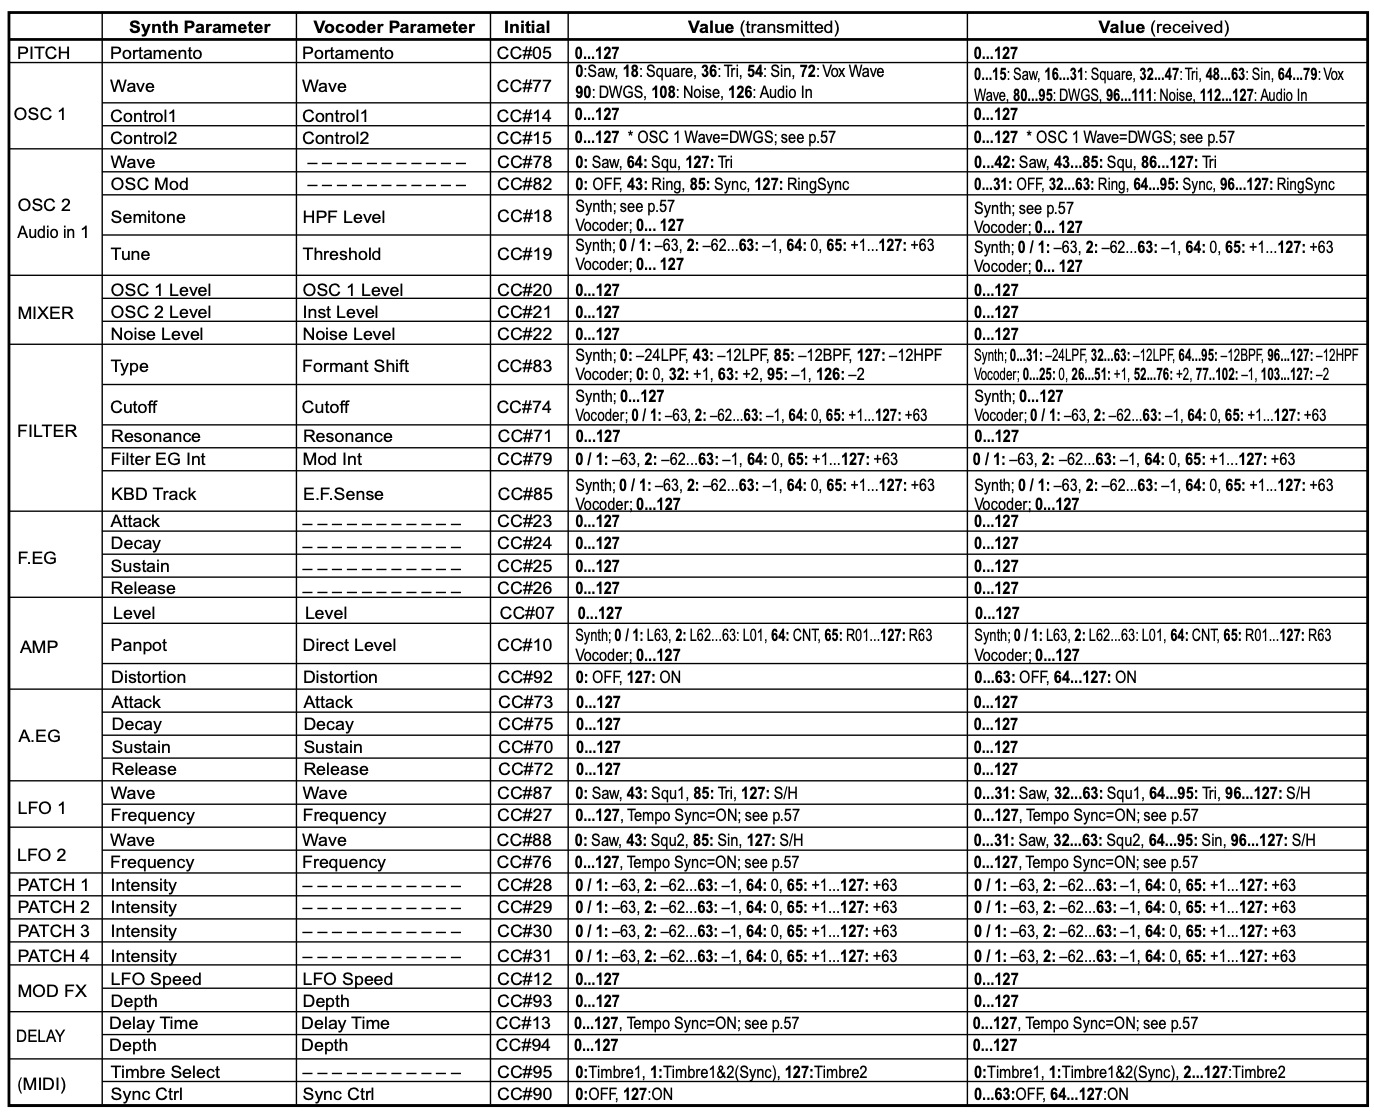 Synth Parameter Vocoder Parameter Initial Value (transmitted) Value (received)
PITCH Portamento Portamento CC#05 0...127 0...127
OSC 1 Wave Wave CC#77 0:Saw, 18: Square, 36: Tri, 54: Sin, 72: Vox Wave
90: DWGS, 108: Noise, 126: Audio In 0...15: Saw, 16...31: Square, 32...47: Tri, 48...63: Sin, 64...79: Vox
Wave, 80...95: DWGS, 96...111: Noise, 112...127: Audio In
Control1 Control1 CC#14 0...127 0...127
Control2 Control2 CC#15 0...127 * OSC 1 Wave=DWGS; see p.57 0...127 * OSC 1 Wave=DWGS; see p.57
OSC 2
Audio in 1
Wave – – – – – – – – – – – CC#78 0: Saw, 64: Squ, 127: Tri 0...42: Saw, 43...85: Squ, 86...127: Tri
OSC Mod – – – – – – – – – – – CC#82 0: OFF, 43: Ring, 85: Sync, 127: RingSync 0...31: OFF, 32...63: Ring, 64...95: Sync, 96...127: RingSync
Semitone HPF Level CC#18 Synth; see p.57
Vocoder; 0... 127 Synth; see p.57
Vocoder; 0... 127
Tune Threshold CC#19 Synth; 0 / 1: –63, 2: –62...63: –1, 64: 0, 65: +1...127: +63
Vocoder; 0... 127 Synth; 0 / 1: –63, 2: –62...63: –1, 64: 0, 65: +1...127: +63
Vocoder; 0... 127
MIXER OSC 1 Level OSC 1 Level CC#20 0...127 0...127
OSC 2 Level Inst Level CC#21 0...127 0...127
Noise Level Noise Level CC#22 0...127 0...127
FILTER Type Formant Shift CC#83 Synth; 0: –24LPF, 43: –12LPF, 85: –12BPF, 127: –12HPF
Vocoder; 0: 0, 32: +1, 63: +2, 95: –1, 126: –2 Synth; 0...31: –24LPF, 32...63: –12LPF, 64...95: –12BPF, 96...127: –12HPF
Vocoder; 0...25: 0, 26...51: +1, 52...76: +2, 77..102: –1, 103...127: –2
Cutoff Cutoff CC#74 Synth; 0...127
Vocoder; 0 / 1: –63, 2: –62...63: –1, 64: 0, 65: +1...127: +63 Synth; 0...127
Vocoder; 0 / 1: –63, 2: –62...63: –1, 64: 0, 65: +1...127: +63
Resonance Resonance CC#71 0...127 0...127
Filter EG Int Mod Int CC#79 0 / 1: –63, 2: –62...63: –1, 64: 0, 65: +1...127: +63 0 / 1: –63, 2: –62...63: –1, 64: 0, 65: +1...127: +63
KBD Track E.F.Sense CC#85 Synth; 0 / 1: –63, 2: –62...63: –1, 64: 0, 65: +1...127: +63
Vocoder; 0...127 Synth; 0 / 1: –63, 2: –62...63: –1, 64: 0, 65: +1...127: +63
Vocoder; 0...127
F.EG Attack – – – – – – – – – – – CC#23 0...127 0...127
Decay – – – – – – – – – – – CC#24 0...127 0...127
Sustain – – – – – – – – – – – CC#25 0...127 0...127
Release – – – – – – – – – – – CC#26 0...127 0...127
AMP Level Level CC#07 0...127 0...127
Panpot Direct Level CC#10 Synth; 0 / 1: L63, 2: L62...63: L01, 64: CNT, 65: R01...127: R63
Vocoder; 0...127 Synth; 0 / 1: L63, 2: L62...63: L01, 64: CNT, 65: R01...127: R63
Vocoder; 0...127
Distortion Distortion CC#92 0: OFF, 127: ON 0...63: OFF, 64...127: ON
A.EG Attack Attack CC#73 0...127 0...127
Decay Decay CC#75 0...127 0...127
Sustain Sustain CC#70 0...127 0...127
Release Release CC#72 0...127 0...127
LFO 1 Wave Wave CC#87 0: Saw, 43: Squ1, 85: Tri, 127: S/H 0...31: Saw, 32...63: Squ1, 64...95: Tri, 96...127: S/H
Frequency Frequency CC#27 0...127, Tempo Sync=ON; see p.57 0...127, Tempo Sync=ON; see p.57
LFO 2 Wave Wave CC#88 0: Saw, 43: Squ2, 85: Sin, 127: S/H 0...31: Saw, 32...63: Squ2, 64...95: Sin, 96...127: S/H
Frequency Frequency CC#76 0...127, Tempo Sync=ON; see p.57 0...127, Tempo Sync=ON; see p.57
PATCH 1 Intensity – – – – – – – – – – – CC#28 0 / 1: –63, 2: –62...63: –1, 64: 0, 65: +1...127: +63 0 / 1: –63, 2: –62...63: –1, 64: 0, 65: +1...127: +63
PATCH 2 Intensity – – – – – – – – – – – CC#29 0 / 1: –63, 2: –62...63: –1, 64: 0, 65: +1...127: +63 0 / 1: –63, 2: –62...63: –1, 64: 0, 65: +1...127: +63
PATCH 3 Intensity – – – – – – – – – – – CC#30 0 / 1: –63, 2: –62...63: –1, 64: 0, 65: +1...127: +63 0 / 1: –63, 2: –62...63: –1, 64: 0, 65: +1...127: +63
PATCH 4 Intensity – – – – – – – – – – – CC#31 0 / 1: –63, 2: –62...63: –1, 64: 0, 65: +1...127: +63 0 / 1: –63, 2: –62...63: –1, 64: 0, 65: +1...127: +63
MOD FX LFO Speed LFO Speed CC#12 0...127 0...127
Depth Depth CC#93 0...127 0...127
DELAY Delay Time Delay Time CC#13 0...127, Tempo Sync=ON; see p.57 0...127, Tempo Sync=ON; see p.57
Depth Depth CC#94 0...127 0...127
(MIDI) Timbre Select – – – – – – – – – – – CC#95 0:Timbre1, 1:Timbre1&2(Sync), 127:Timbre2 0:Timbre1, 1:Timbre1&2(Sync), 2...127:Timbre2
Sync Ctrl Sync Ctrl CC#90 0:OFF, 127:ON 0...63:OFF, 64...127:ON